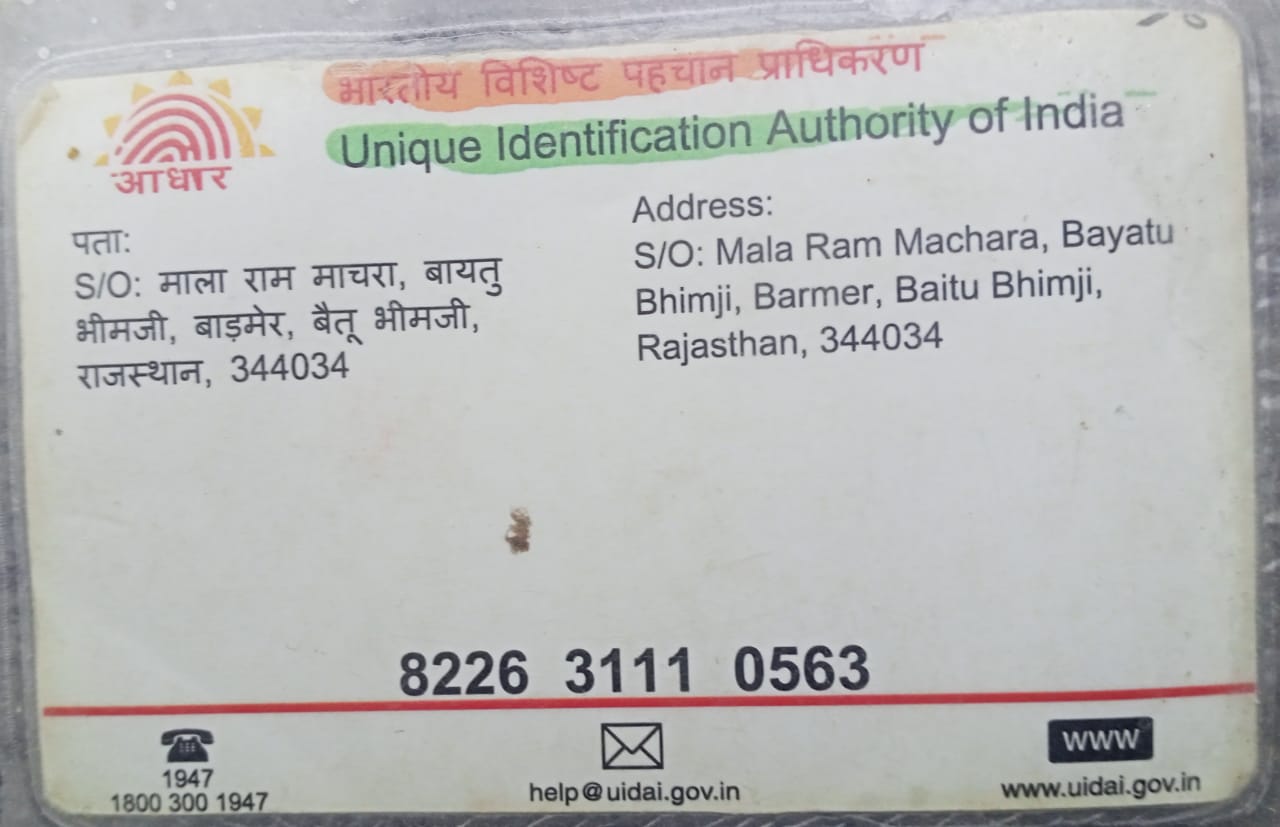 भारतीय विशिष्ट पहचान प्राधिकरण
Unique Identification Authority of India
आधार
पता:
S/O: माला राम माचरा, बायतु
भीमजी, बाड़मेर, बैतू भीमजी,
राजस्थान, 344034
Address:
S/O: Mala Ram Machara, Bayatu
Bhimji, Barmer, Baitu Bhimji,
Rajasthan, 344034
8226 3111 0563
1947
1800 300 1947
help@uidai.gov.in
www
www.uidai.gov.in